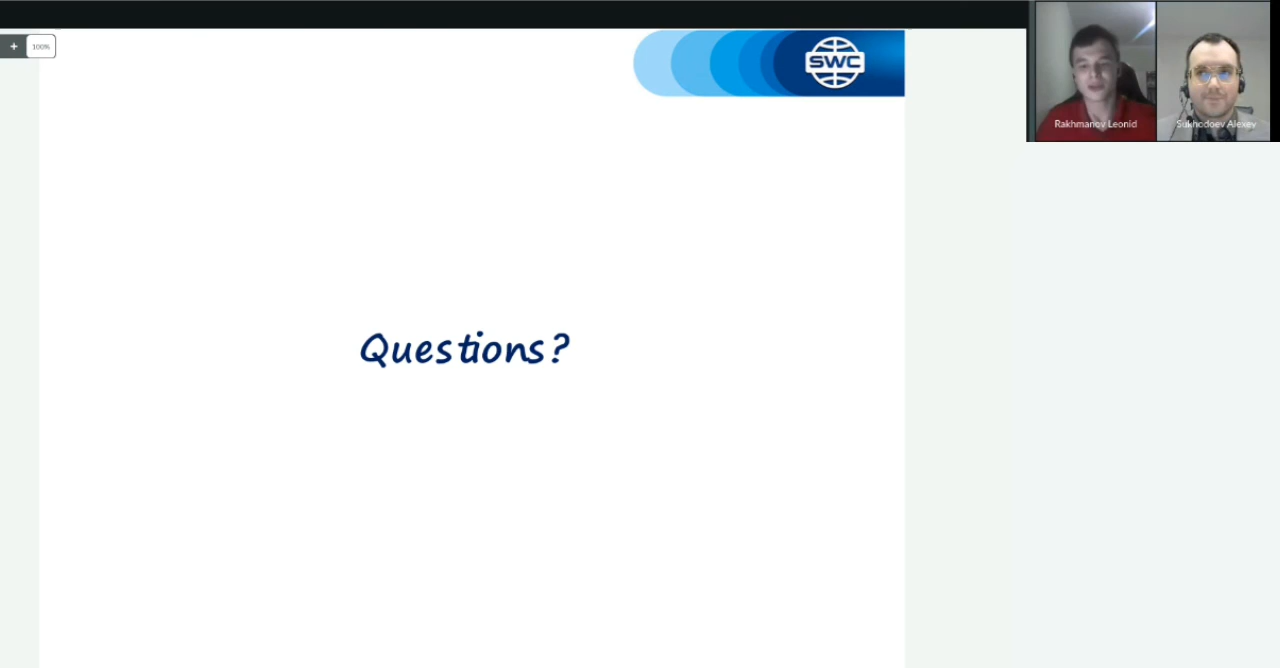 + 100%
SWC
Rakhmanov Leonid
Sukhodoev Alexey
Questions?